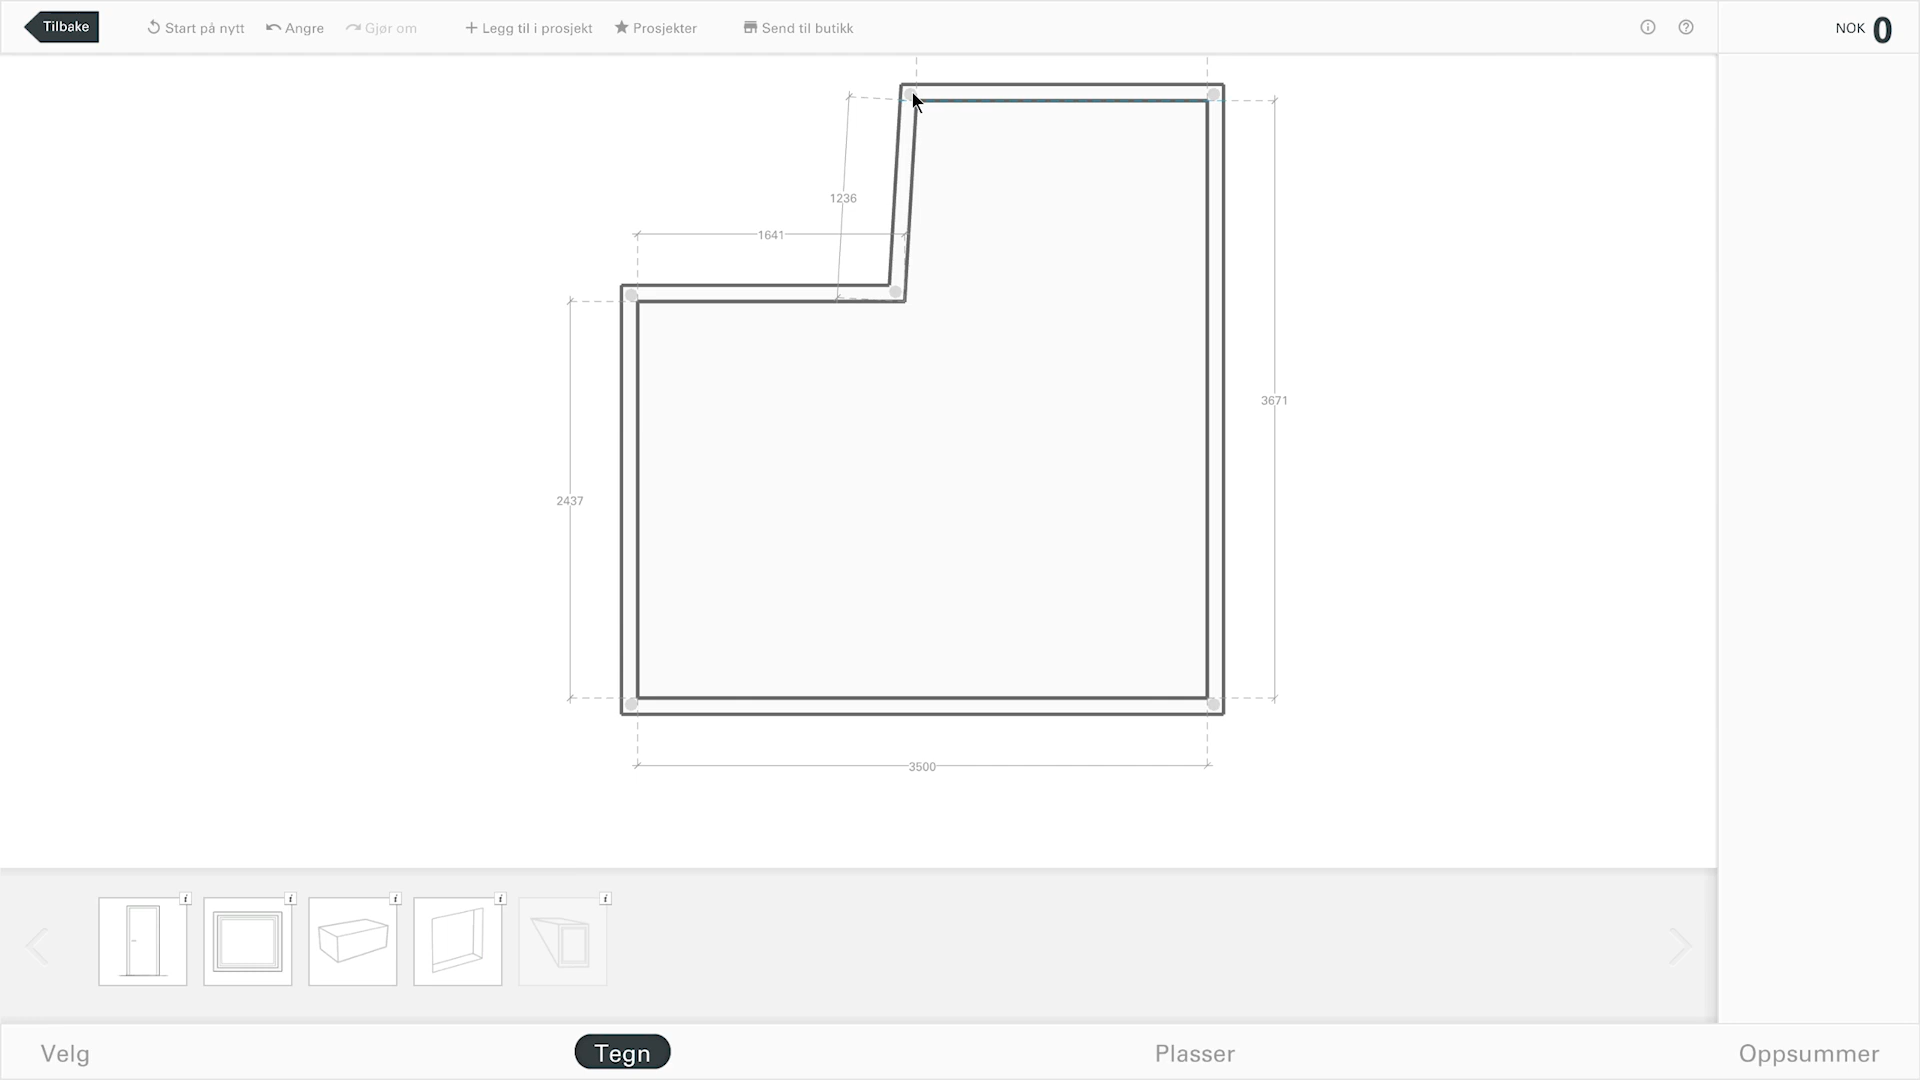 Tilbake
Start på nytt
Angre
Gjør om
Legg til i prosjekt
Prosjekter
Send til butikk
NOK 0
1236
1641
3671
2437
3500
i
i
i
i
i
Velg
Tegn
Plasser
Oppsummer